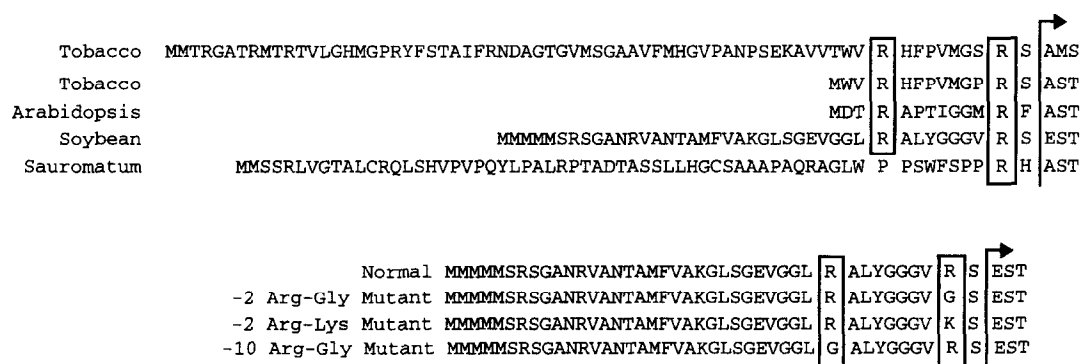 Tobacco MMTRGATRMTRTVLGHMGPRYFSTAIFRNDAGTGVMSGAAVFMHGVPANPSEKAVVTWV R HFPVMGS R S AMS
Tobacco MWV R HFPVMGP R S AST
Arabidopsis MDT R APTIGGM R F AST
Soybean MMMMMSRSGANRVANTAMFVAKGLSGEVGGL R ALYGGGV R S EST
Sauromatum MMSSRLVGTALCRQLSHVPVPQYLPALRPTADTASSLLHGCSAAAPAQRAGLW P PSWFSPP R H AST
Normal MMMMMSRSGANRVANTAMFVAKGLSGEVGGL R ALYGGGV R S EST
-2 Arg-Gly Mutant MMMMMSRSGANRVANTAMFVAKGLSGEVGGL R ALYGGGV G S EST
-2 Arg-Lys Mutant MMMMMSRSGANRVANTAMFVAKGLSGEVGGL R ALYGGGV K S EST
-10 Arg-Gly Mutant MMMMMSRSGANRVANTAMFVAKGLSGEVGGL G ALYGGGV R S EST